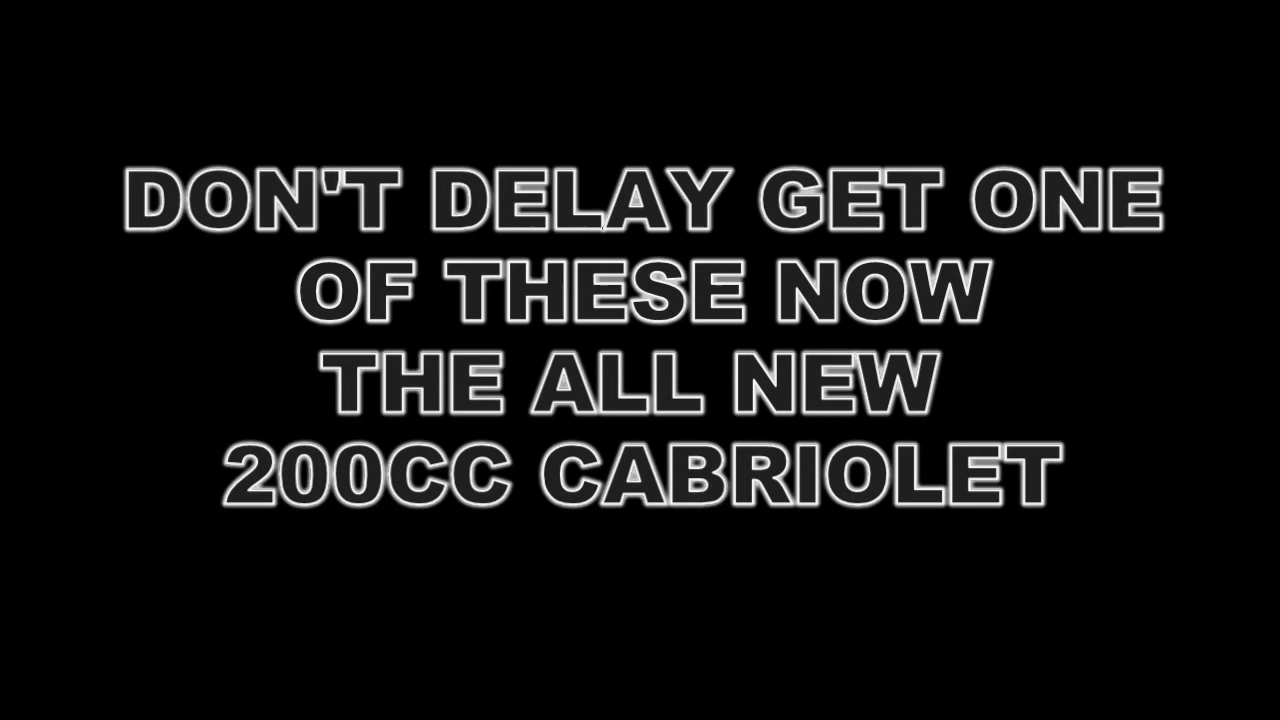 DON'T DELAY GET ONE
OF THESE NOW
THE ALL NEW
200CC CABRIOLET